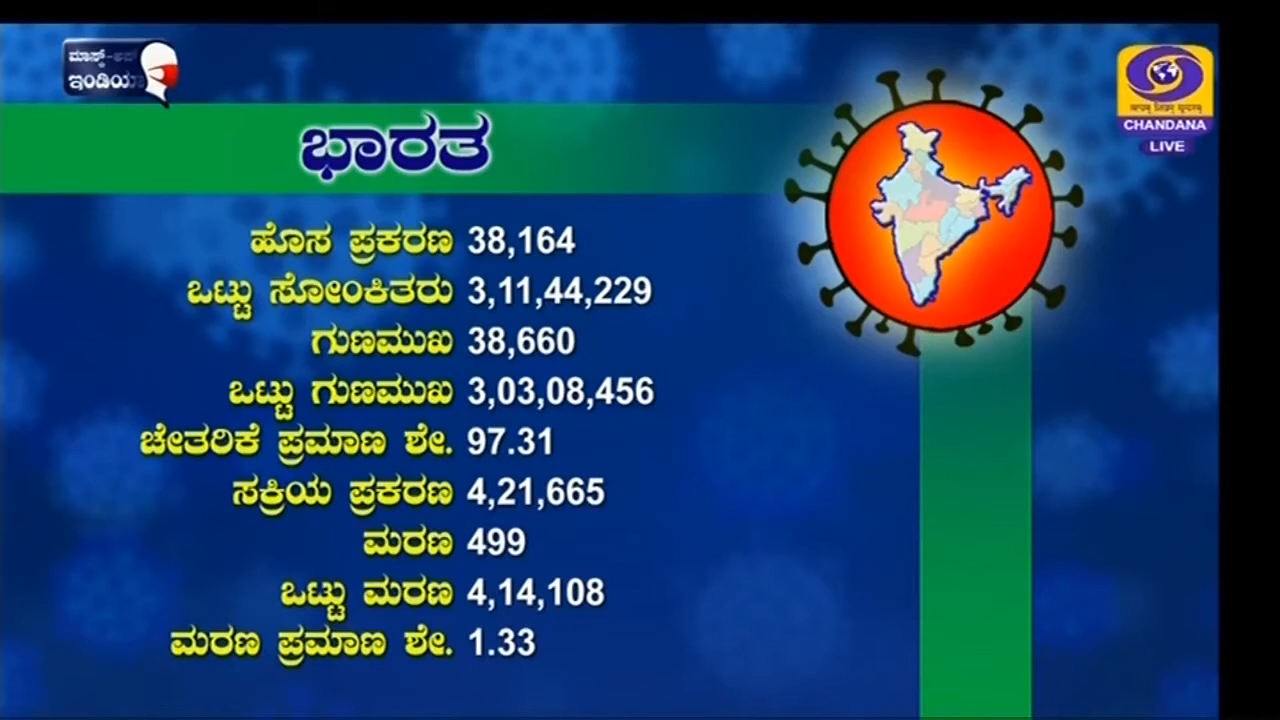 ಮಾಸ್ಕ್-ಅಪ್
ಇಂಡಿಯಾ
CHANDANA
LIVE
ಭಾರತ
ಹೊಸ ಪ್ರಕರಣ 38,164
ಒಟ್ಟು ಸೋಂಕಿತರು 3,11,44,229
ಗುಣಮುಖ 38,660
ಒಟ್ಟು ಗುಣಮುಖ 3,03,08,456
ಚೇತರಿಕೆ ಪ್ರಮಾಣ ಶೇ. 97.31
ಸಕ್ರಿಯ ಪ್ರಕರಣ 4,21,665
ಮರಣ 499
ಒಟ್ಟು ಮರಣ 4,14,108
ಮರಣ ಪ್ರಮಾಣ ಶೇ. 1.33